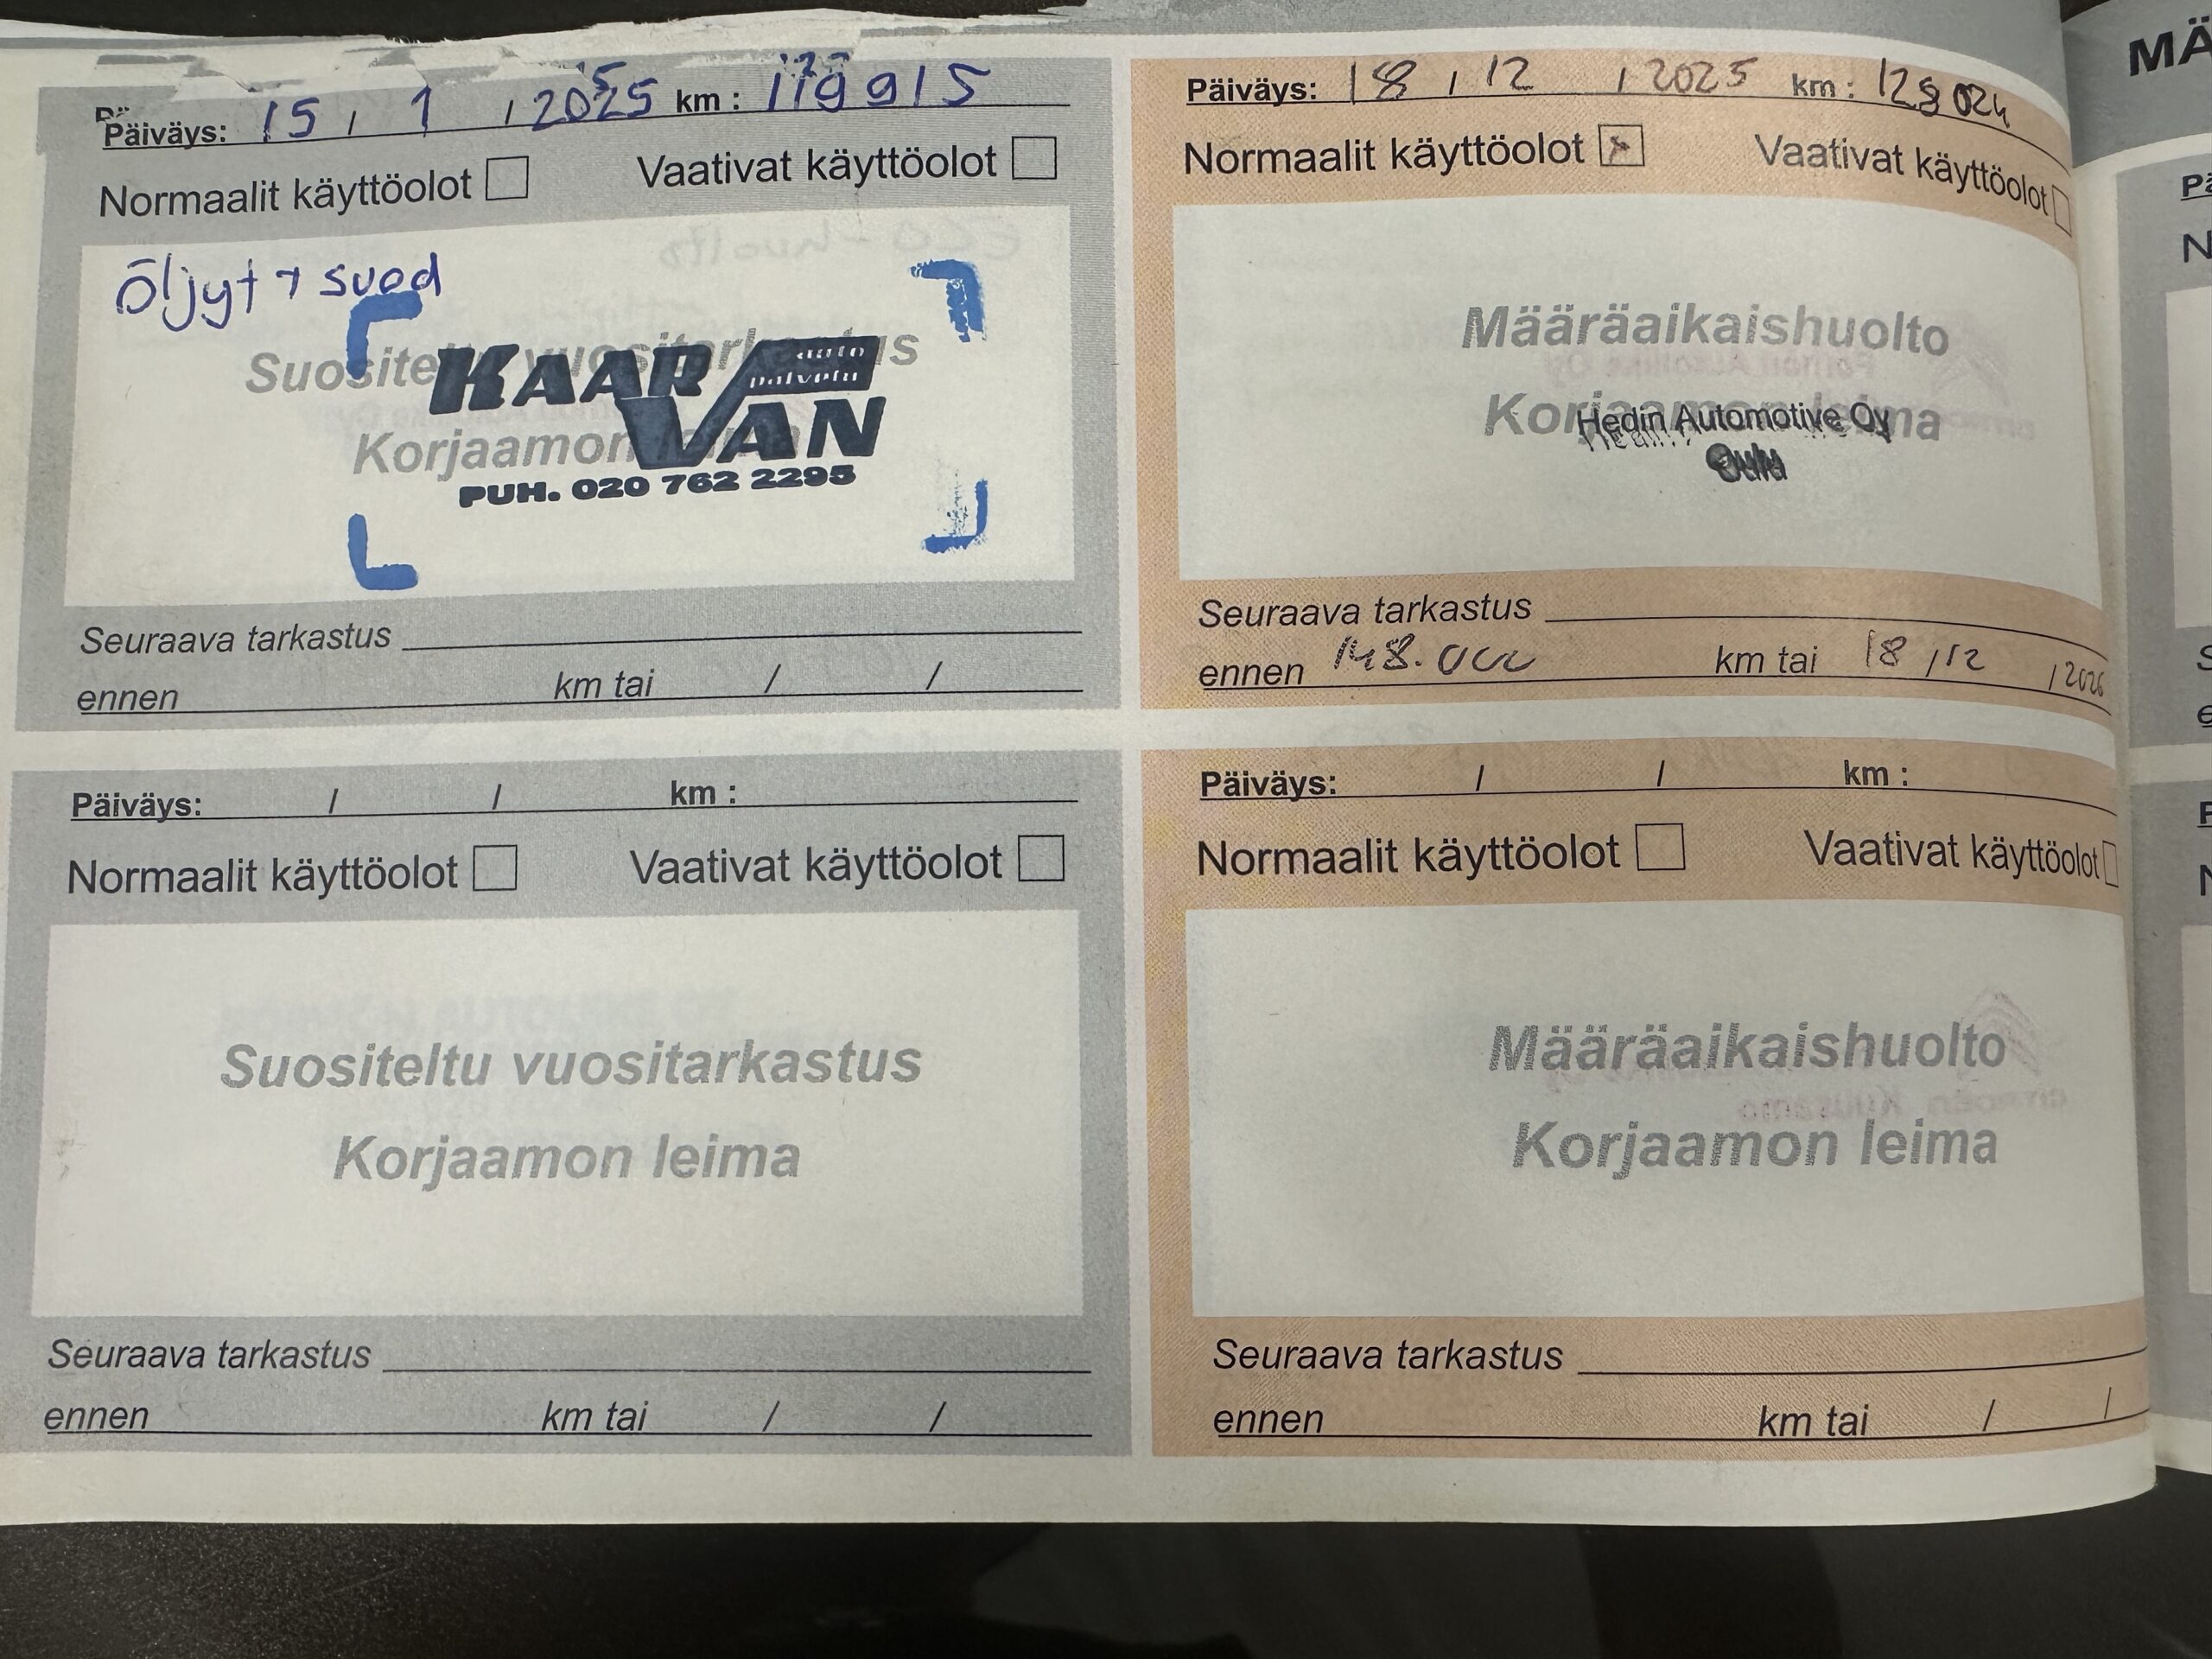 Päiväys: 15 / 1 / 2025 km : 119915
Normaalit käyttöolot Vaativat käyttöolot
Öljyt + suod
Suositeltu vuositarkastus
KAAR VAN
auto palvelu
Korjaamon leima
PUH. 020 762 2295
Seuraava tarkastus
ennen km tai / /
Päiväys: / / km :
Normaalit käyttöolot Vaativat käyttöolot
Suositeltu vuositarkastus
Korjaamon leima
Seuraava tarkastus
ennen km tai / /
Päiväys: 18 / 12 / 2025 km :
Normaalit käyttöolot Vaativat käyttöolot
Määräaikaishuolto
Korjaamon leima
Hedin Automotive Oy
Oulu
Seuraava tarkastus
ennen 148.000 km tai 18 / 12 / 2026
Päiväys: / / km :
Normaalit käyttöolot Vaativat käyttöolot
Määräaikaishuolto
Korjaamon leima
Seuraava tarkastus
ennen km tai / /
MÄ